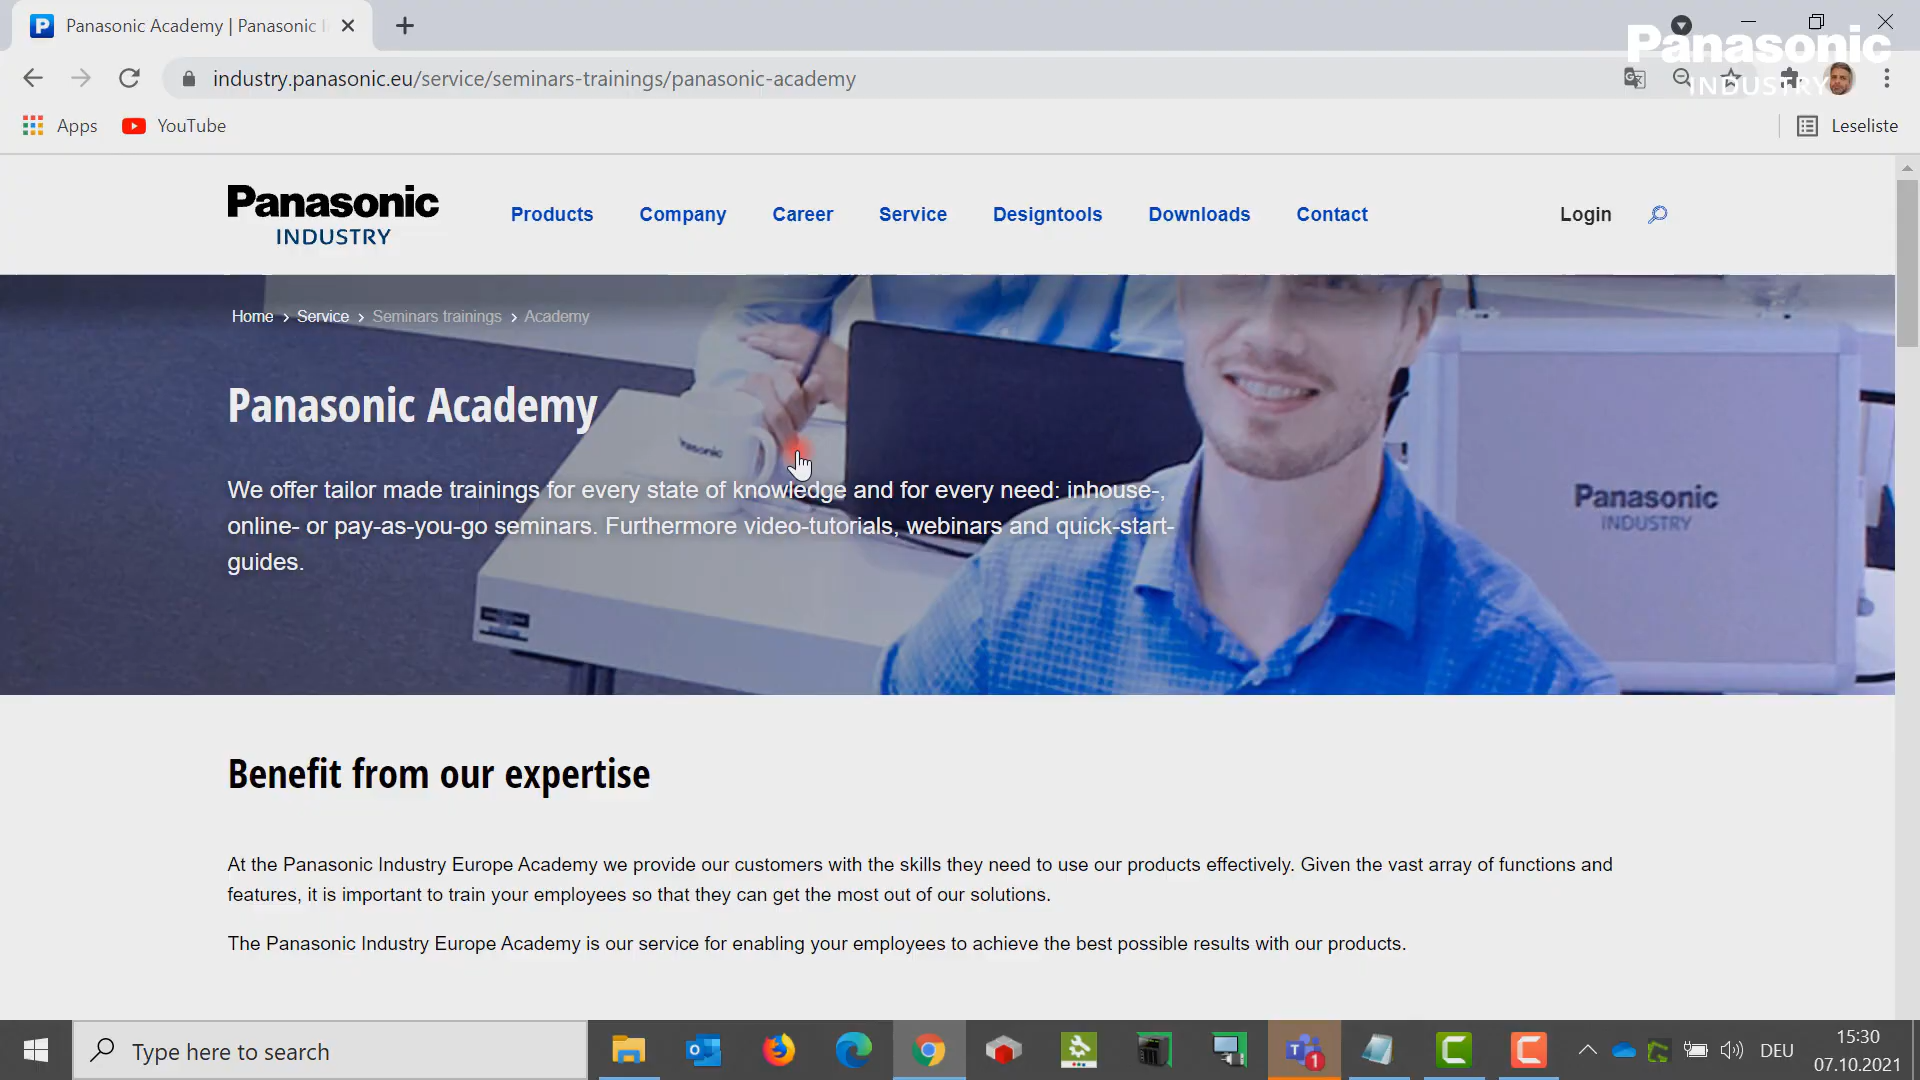 Panasonic Academy | Panasonic
Panasonic
INDUSTRY
industry.panasonic.eu/service/seminars-trainings/panasonic-academy
Apps
YouTube
Leseliste
Panasonic
INDUSTRY
Products
Company
Career
Service
Designtools
Downloads
Contact
Login
Home > Service > Seminars trainings > Academy
Panasonic Academy
Panasonic
We offer tailor made trainings for every state of knowledge and for every need: inhouse-,
online- or pay-as-you-go seminars. Furthermore video-tutorials, webinars and quick-start-
guides.
Panasonic
INDUSTRY
Benefit from our expertise
At the Panasonic Industry Europe Academy we provide our customers with the skills they need to use our products effectively. Given the vast array of functions and
features, it is important to train your employees so that they can get the most out of our solutions.
The Panasonic Industry Europe Academy is our service for enabling your employees to achieve the best possible results with our products.
Type here to search
1
DEU
15:30
07.10.2021